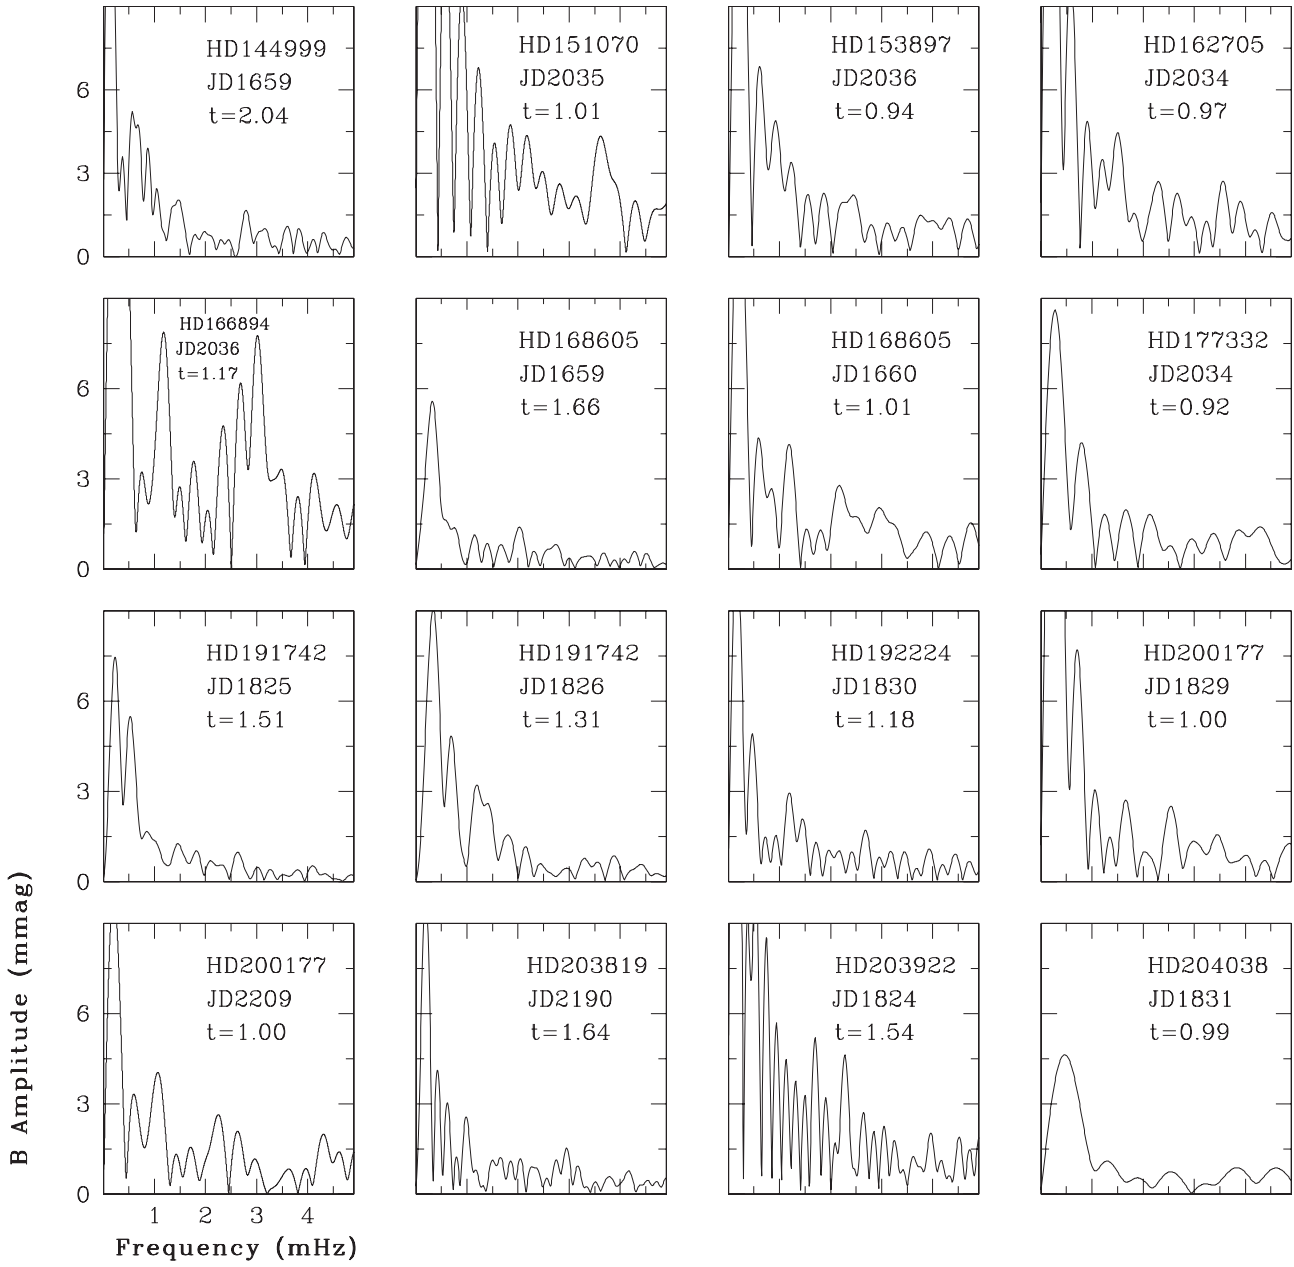 HD144999
JD1659
t=2.04
HD151070
JD2035
t=1.01
HD153897
JD2036
t=0.94
HD162705
JD2034
t=0.97
6
3
0
HD166894
JD2036
t=1.17
HD168605
JD1659
t=1.66
HD168605
JD1660
t=1.01
HD177332
JD2034
t=0.92
6
3
0
HD191742
JD1825
t=1.51
HD191742
JD1826
t=1.31
HD192224
JD1830
t=1.18
HD200177
JD1829
t=1.00
6
3
0
HD200177
JD2209
t=1.00
HD203819
JD2190
t=1.64
HD203922
JD1824
t=1.54
HD204038
JD1831
t=0.99
6
3
0
1 2 3 4
B Amplitude (mmag)
Frequency (mHz)